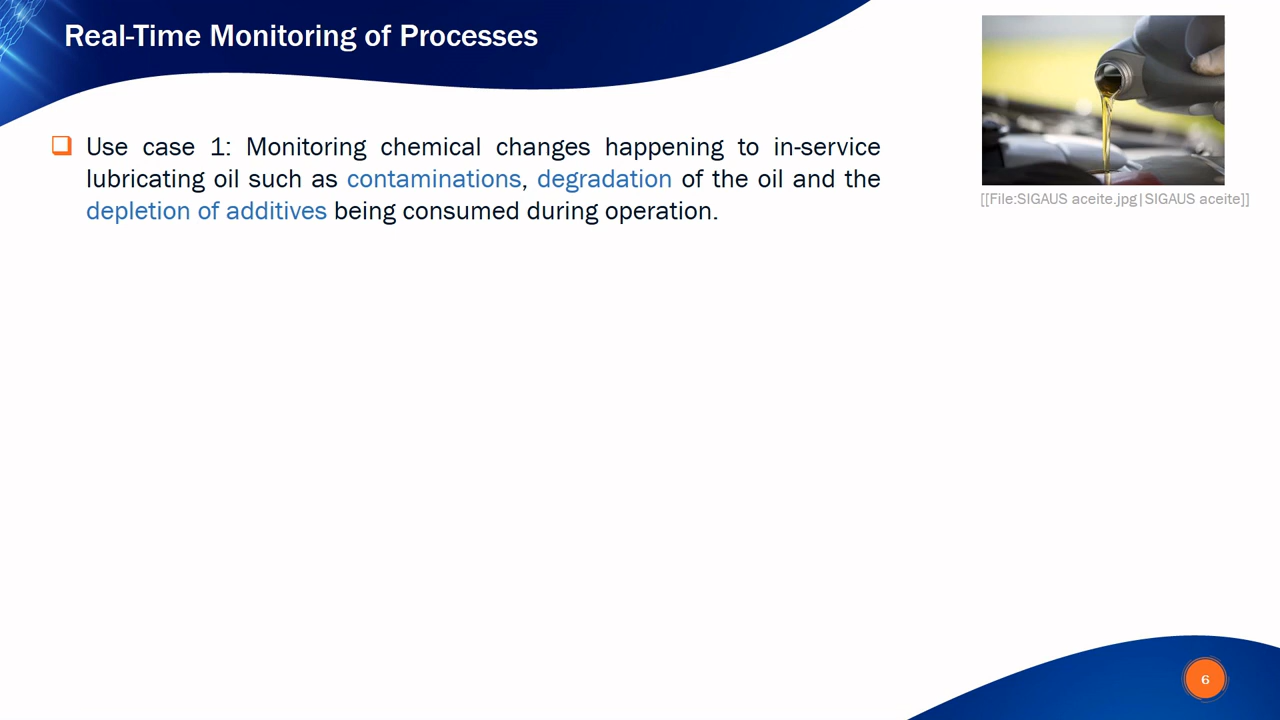 Real-Time Monitoring of Processes
Use case 1: Monitoring chemical changes happening to in-service
lubricating oil such as contaminations, degradation of the oil and the
depletion of additives being consumed during operation.
[[File:SIGAUS aceite.jpg|SIGAUS aceite]]
6